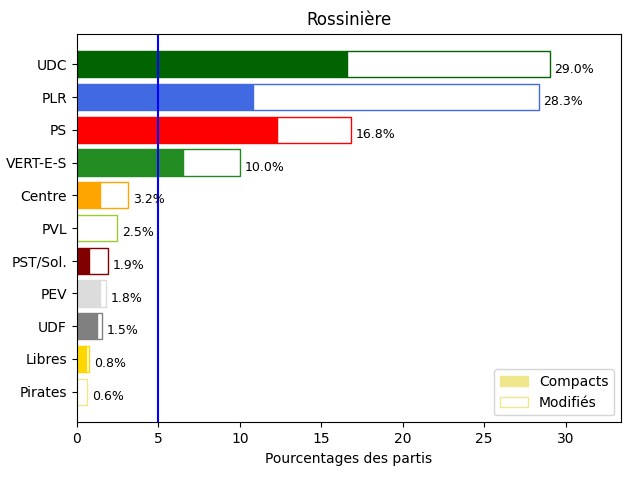 Rossinière
UDC 29.0%
PLR 28.3%
PS 16.8%
VERT-E-S 10.0%
Centre 3.2%
PVL 2.5%
PST/Sol. 1.9%
PEV 1.8%
UDF 1.5%
Libres 0.8%
Pirates 0.6%
Compacts
Modifiés
0 5 10 15 20 25 30
Pourcentages des partis